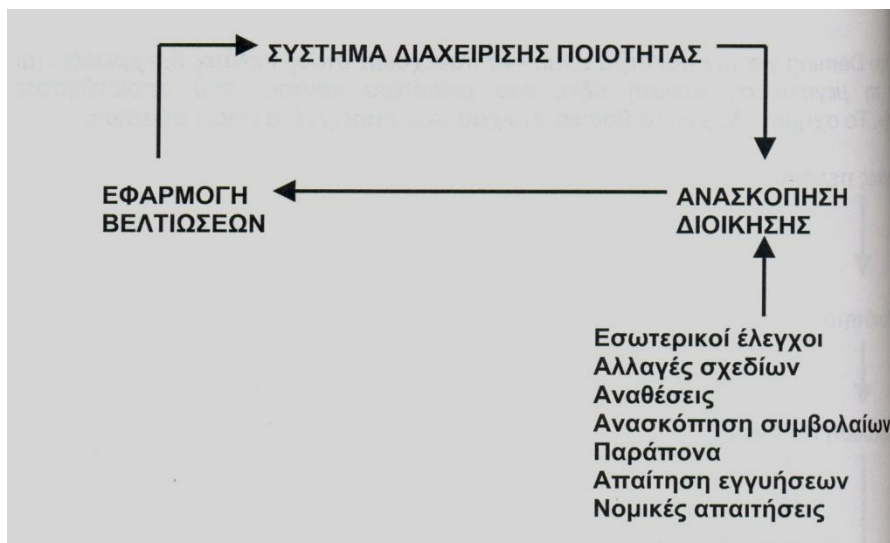 ΣΥΣΤΗΜΑ ΔΙΑΧΕΙΡΙΣΗΣ ΠΟΙΟΤΗΤΑΣ
ΕΦΑΡΜΟΓΗ
ΒΕΛΤΙΩΣΕΩΝ
ΑΝΑΣΚΟΠΗΣΗ
ΔΙΟΙΚΗΣΗΣ
Εσωτερικοί έλεγχοι
Αλλαγές σχεδίων
Αναθέσεις
Ανασκόπηση συμβολαίων
Παράπονα
Απαίτηση εγγυήσεων
Νομικές απαιτήσεις